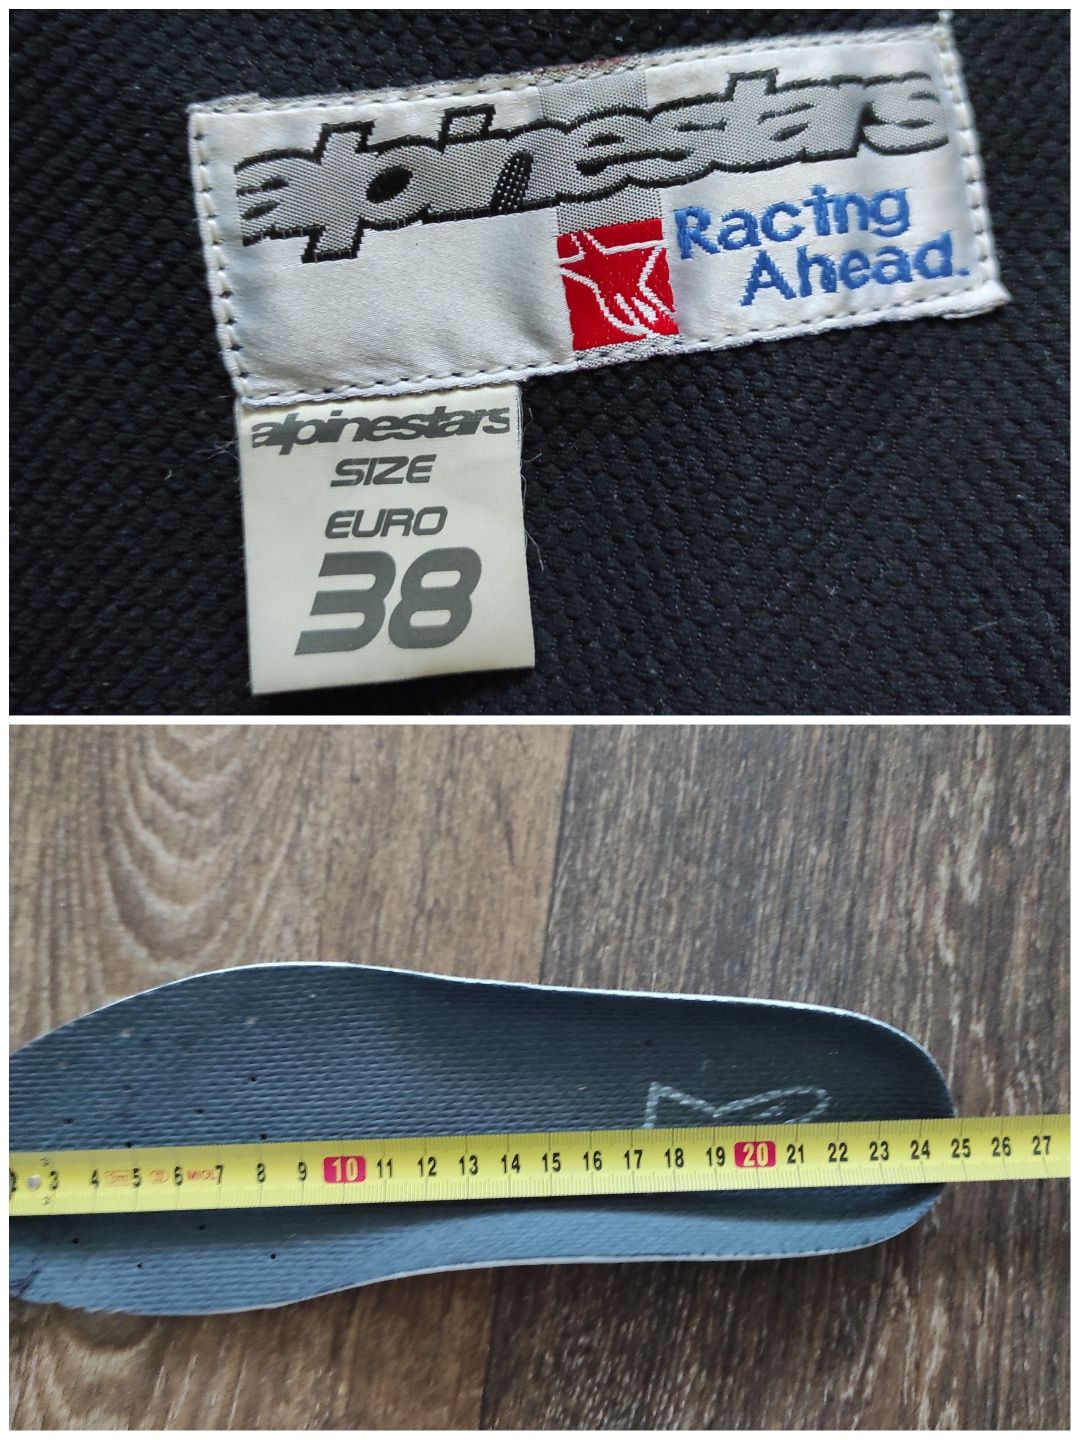 alpinestars
Racing
Ahead.
alpinestars
SIZE
EURO
38
2 3 4 5 6 7 8 9 10 11 12 13 14 15 16 17 18 19 20 21 22 23 24 25 26 27